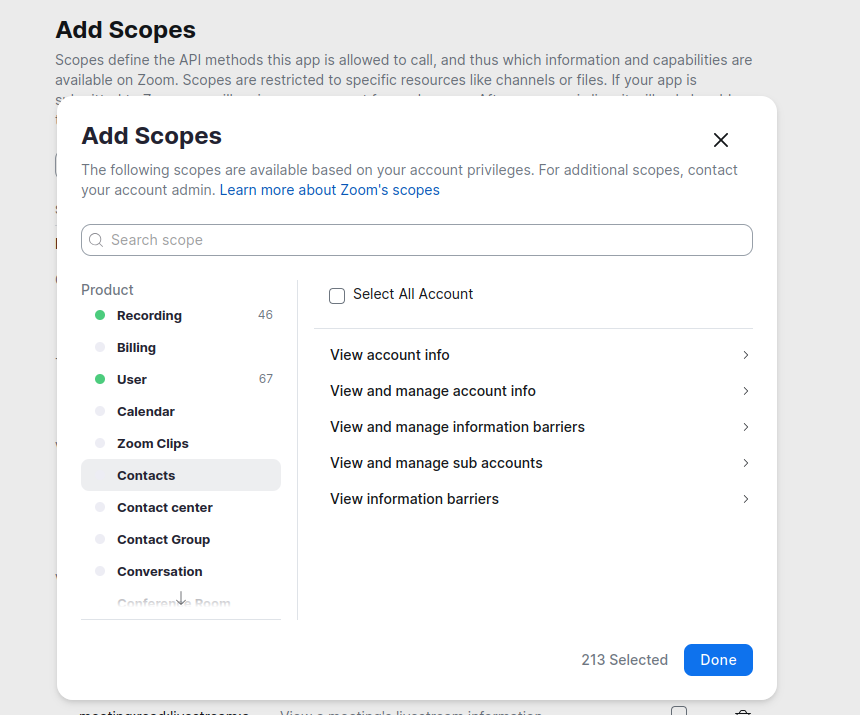 Add Scopes
Scopes define the API methods this app is allowed to call, and thus which information and capabilities are
available on Zoom. Scopes are restricted to specific resources like channels or files. If your app is
Add Scopes
The following scopes are available based on your account privileges. For additional scopes, contact
your account admin. Learn more about Zoom's scopes
Search scope
Product
Recording 46
Billing
User 67
Calendar
Zoom Clips
Contacts
Contact center
Contact Group
Conversation
Conference Room
Select All Account
View account info
View and manage account info
View and manage information barriers
View and manage sub accounts
View information barriers
213 Selected
Done
View a meeting's livestream information